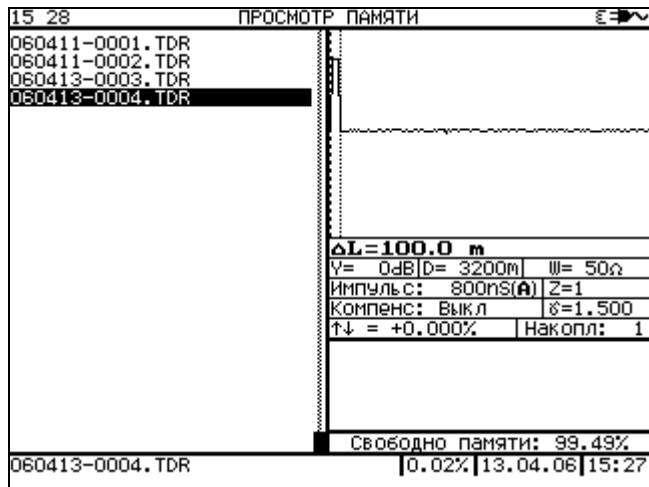 15 28 ПРОСМОТР ПАМЯТИ
060411-0001.TDR
060411-0002.TDR
060413-0003.TDR
060413-0004.TDR
ΔL=100.0 m
Y= 0dB D= 3200m W= 50Ω
Импульс: 800nS(A) Z=1
Компенс: Выкл ɣ=1.500
↑↓ = +0.000% Накопл: 1
Свободно памяти: 99.49%
060413-0004.TDR 0.02% 13.04.06 15:27